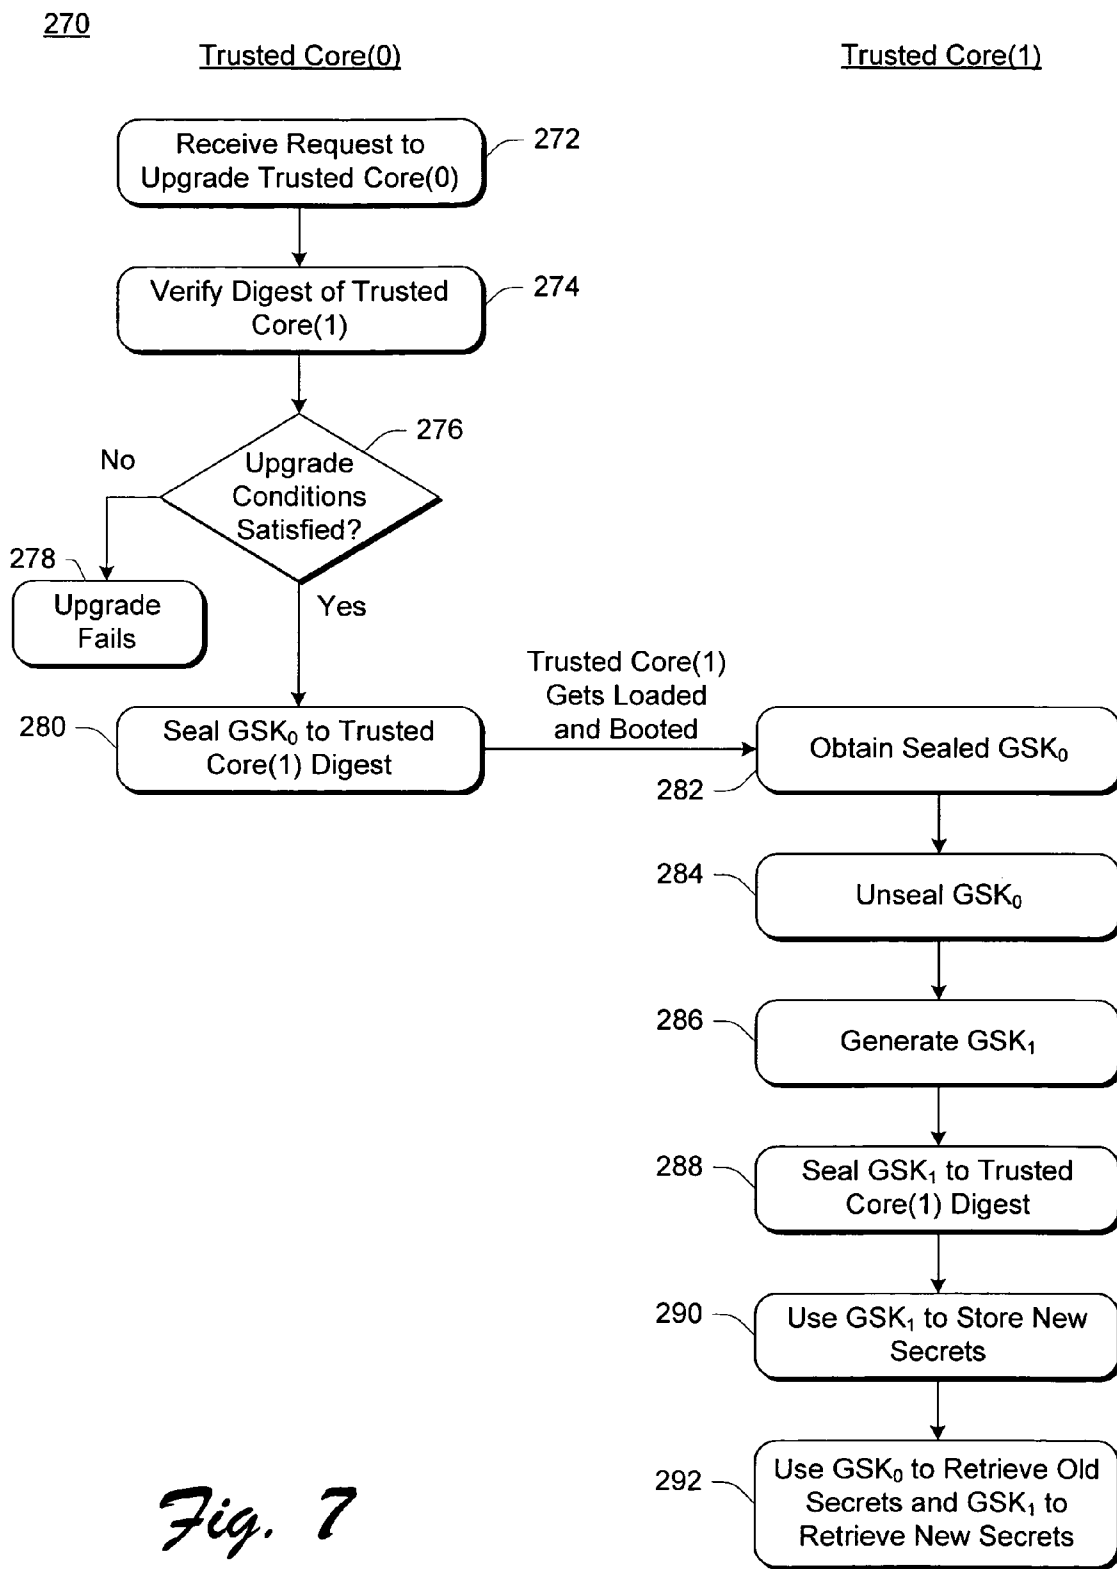 270
Trusted Core(0)
Trusted Core(1)
Receive Request to
Upgrade Trusted Core(0)
272
Verify Digest of Trusted
Core(1)
274
Upgrade
Conditions
Satisfied?
276
No
278
Upgrade
Fails
Yes
280
Seal GSK₀ to Trusted
Core(1) Digest
Trusted Core(1)
Gets Loaded
and Booted
Obtain Sealed GSK₀
282
284
Unseal GSK₀
286
Generate GSK₁
288
Seal GSK₁ to Trusted
Core(1) Digest
290
Use GSK₁ to Store New
Secrets
292
Use GSK₀ to Retrieve Old
Secrets and GSK₁ to
Retrieve New Secrets
Fig. 7